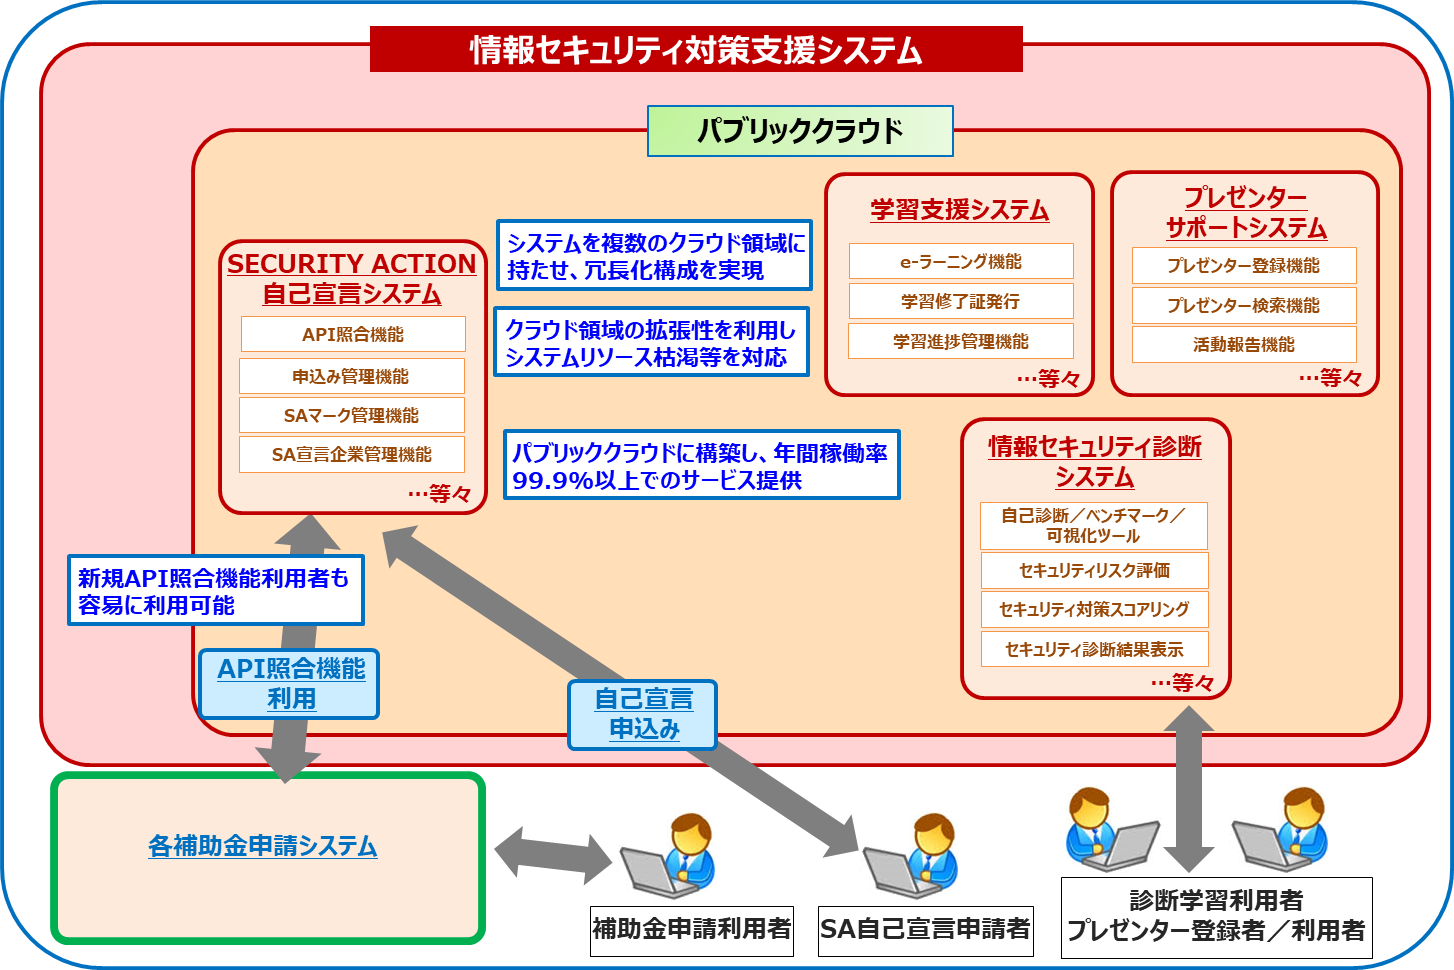 情報セキュリティ対策支援システム
パブリッククラウド
SECURITY ACTION
自己宣言システム
API照合機能
申込み管理機能
SAマーク管理機能
SA宣言企業管理機能
…等々
システムを複数のクラウド領域に
持たせ、冗長化構成を実現
クラウド領域の拡張性を利用し
システムリソース枯渇等を対応
パブリッククラウドに構築し、年間稼働率
99.9%以上でのサービス提供
学習支援システム
e-ラーニング機能
学習修了証発行
学習進捗管理機能
…等々
プレゼンター
サポートシステム
プレゼンター登録機能
プレゼンター検索機能
活動報告機能
…等々
情報セキュリティ診断
システム
自己診断／ベンチマーク／
可視化ツール
セキュリティリスク評価
セキュリティ対策スコアリング
セキュリティ診断結果表示
…等々
新規API照合機能利用者も
容易に利用可能
API照合機能
利用
自己宣言
申込み
各補助金申請システム
補助金申請利用者
SA自己宣言申請者
診断学習利用者
プレゼンター登録者／利用者